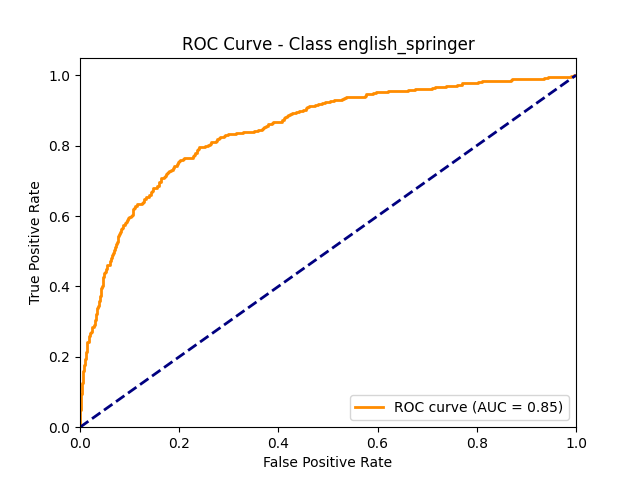 ROC Curve - Class english_springer
True Positive Rate
1.0
0.8
0.6
0.4
0.2
0.0
0.0 0.2 0.4 0.6 0.8 1.0
False Positive Rate
ROC curve (AUC = 0.85)